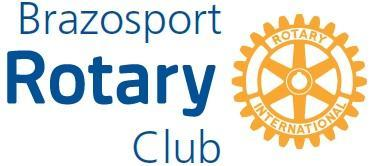 Brazosport
Rotary
Club
ROTARY
INTERNATIONAL